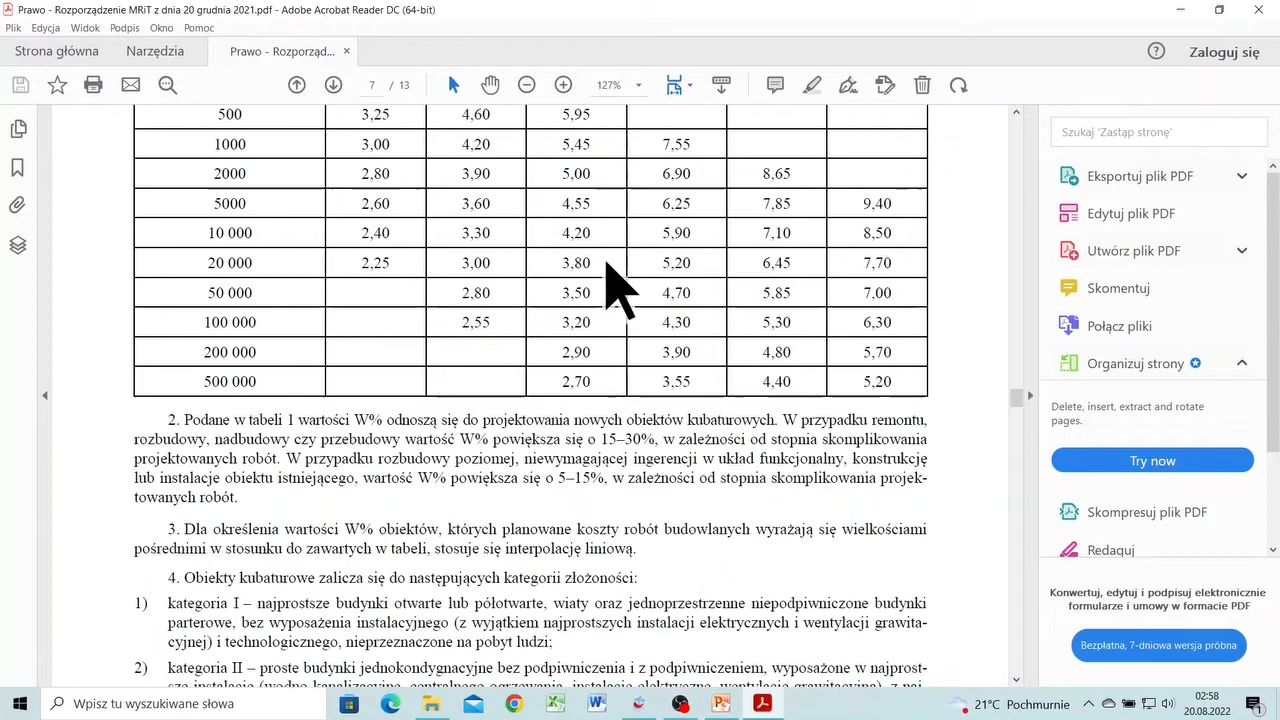 Prawo - Rozporządzenie MRiT z dnia 20 grudnia 2021.pdf - Adobe Acrobat Reader DC (64-bit)
Plik Edycja Widok Podpis Okno Pomoc
Strona główna Narzędzia Prawo - Rozporząd... × Zaloguj się
7 / 13 127%
500 3,25 4,60 5,95
1000 3,00 4,20 5,45 7,55
2000 2,80 3,90 5,00 6,90 8,65
5000 2,60 3,60 4,55 6,25 7,85 9,40
10 000 2,40 3,30 4,20 5,90 7,10 8,50
20 000 2,25 3,00 3,80 5,20 6,45 7,70
50 000 2,80 3,50 4,70 5,85 7,00
100 000 2,55 3,20 4,30 5,30 6,30
200 000 2,90 3,90 4,80 5,70
500 000 2,70 3,55 4,40 5,20
2. Podane w tabeli 1 wartości W% odnoszą się do projektowania nowych obiektów kubaturowych. W przypadku remontu,
rozbudowy, nadbudowy czy przebudowy wartość W% powiększa się o 15–30%, w zależności od stopnia skomplikowania
projektowanych robót. W przypadku rozbudowy poziomej, niewymagającej ingerencji w układ funkcjonalny, konstrukcję
lub instalacje obiektu istniejącego, wartość W% powiększa się o 5–15%, w zależności od stopnia skomplikowania projek-
towanych robót.
3. Dla określenia wartości W% obiektów, których planowane koszty robót budowlanych wyrażają się wielkościami
pośrednimi w stosunku do zawartych w tabeli, stosuje się interpolację liniową.
4. Obiekty kubaturowe zalicza się do następujących kategorii złożoności:
1) kategoria I – najprostsze budynki otwarte lub półotwarte, wiaty oraz jednoprzestrzenne niepodpiwniczone budynki
parterowe, bez wyposażenia instalacyjnego (z wyjątkiem najprostszych instalacji elektrycznych i wentylacji grawita-
cyjnej) i technologicznego, nieprzeznaczone na pobyt ludzi;
2) kategoria II – proste budynki jednokondygnacyjne bez podpiwniczenia i z podpiwniczeniem, wyposażone w najprost-
sze instalacje (wodno-kanalizacyjne, centralnego ogrzewania, instalacje elektryczne, wentylację grawitacyjną), z naj-
Szukaj 'Zastąp stronę'
Eksportuj plik PDF
Edytuj plik PDF
Utwórz plik PDF
Skomentuj
Połącz pliki
Organizuj strony
Delete, insert, extract and rotate
pages.
Try now
Skompresuj plik PDF
Redaguj
Konwertuj, edytuj i podpisuj elektronicznie
formularze i umowy w formacie PDF
Bezpłatna, 7-dniowa wersja próbna
Wpisz tu wyszukiwane słowa
21°C Pochmurnie
02:58
20.08.2022
1